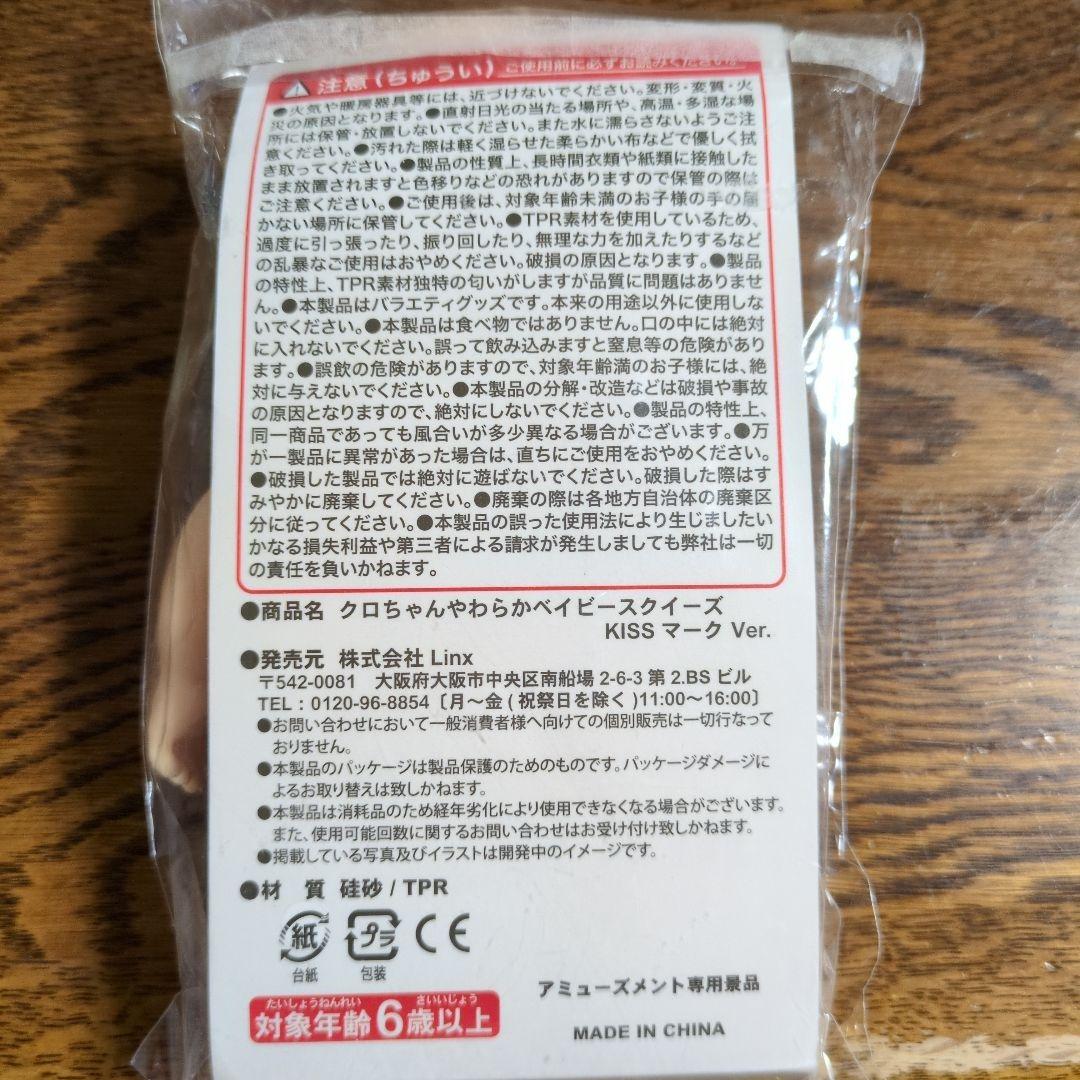 注意(ちゅうい) ご使用前に必ずお読みください。
●火気や暖房器具等には、近づけないでください。変形・変質・火
災の原因となります。●直射日光の当たる場所や、高温・多湿な場
所には保管・放置しないでください。また水に濡らさないようご注
意ください。●汚れた際は軽く湿らせた柔らかい布などで優しく拭
き取ってください。●製品の性質上、長時間衣類や紙類に接触した
まま放置されますと色移りなどの恐れがありますので保管の際は
ご注意ください。●ご使用後は、対象年齢未満のお子様の手の届
かない場所に保管してください。●TPR素材を使用しているため、
過度に引っ張ったり、振り回したり、無理な力を加えたりするなど
の乱暴なご使用はおやめください。破損の原因となります。●製品
の特性上、TPR素材独特の匂いがしますが品質に問題はありませ
ん。●本製品はバラエティグッズです。本来の用途以外に使用しな
いでください。●本製品は食べ物ではありません。口の中には絶対
に入れないでください。誤って飲み込みますと窒息等の危険があり
ます。●誤飲の危険がありますので、対象年齢満のお子様には、絶
対に与えないでください。●本製品の分解・改造などは破損や事故
の原因となりますので、絶対にしないでください。●製品の特性上、
同一商品であっても風合いが多少異なる場合がございます。●万
が一製品に異常があった場合は、直ちにご使用をおやめください。
●破損した製品では絶対に遊ばないでください。破損した際はす
みやかに廃棄してください。●廃棄の際は各地方自治体の廃棄区
分に従ってください。●本製品の誤った使用法により生じましたい
かなる損失利益や第三者による請求が発生しましても弊社は一切
の責任を負いかねます。
●商品名 クロちゃんやわらかベイビースクイーズ
KISS マーク Ver.
●発売元 株式会社 Linx
〒542-0081 大阪府大阪市中央区南船場 2-6-3 第 2.BS ビル
TEL : 0120-96-8854〔月～金 ( 祝祭日を除く )11:00～16:00〕
●お問い合わせにおいて一般消費者様へ向けての個別販売は一切行なって
おりません。
●本製品のパッケージは製品保護のためのものです。パッケージダメージに
よるお取り替えは致しかねます。
●本製品は消耗品のため経年劣化により使用できなくなる場合がございます。
また、使用可能回数に関するお問い合わせはお受け付け致しかねます。
●掲載している写真及びイラストは開発中のイメージです。
●材 質 硅砂 / TPR
紙 プラ CE
台紙 包装
アミューズメント専用景品
たいしょうねんれい さいいじょう
対象年齢6歳以上
MADE IN CHINA